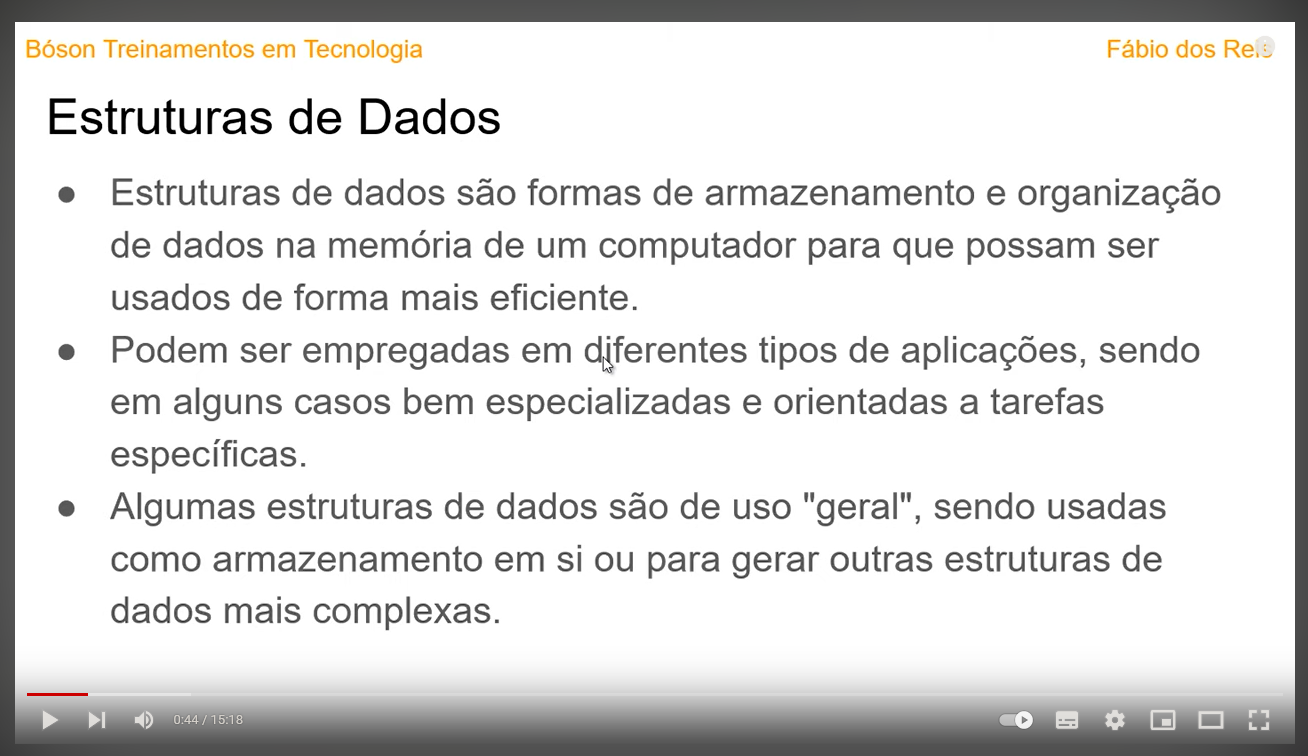 Bóson Treinamentos em Tecnologia
Fábio dos Reis
Estruturas de Dados
● Estruturas de dados são formas de armazenamento e organização
de dados na memória de um computador para que possam ser
usados de forma mais eficiente.
● Podem ser empregadas em diferentes tipos de aplicações, sendo
em alguns casos bem especializadas e orientadas a tarefas
específicas.
● Algumas estruturas de dados são de uso "geral", sendo usadas
como armazenamento em si ou para gerar outras estruturas de
dados mais complexas.
0:44 / 15:18